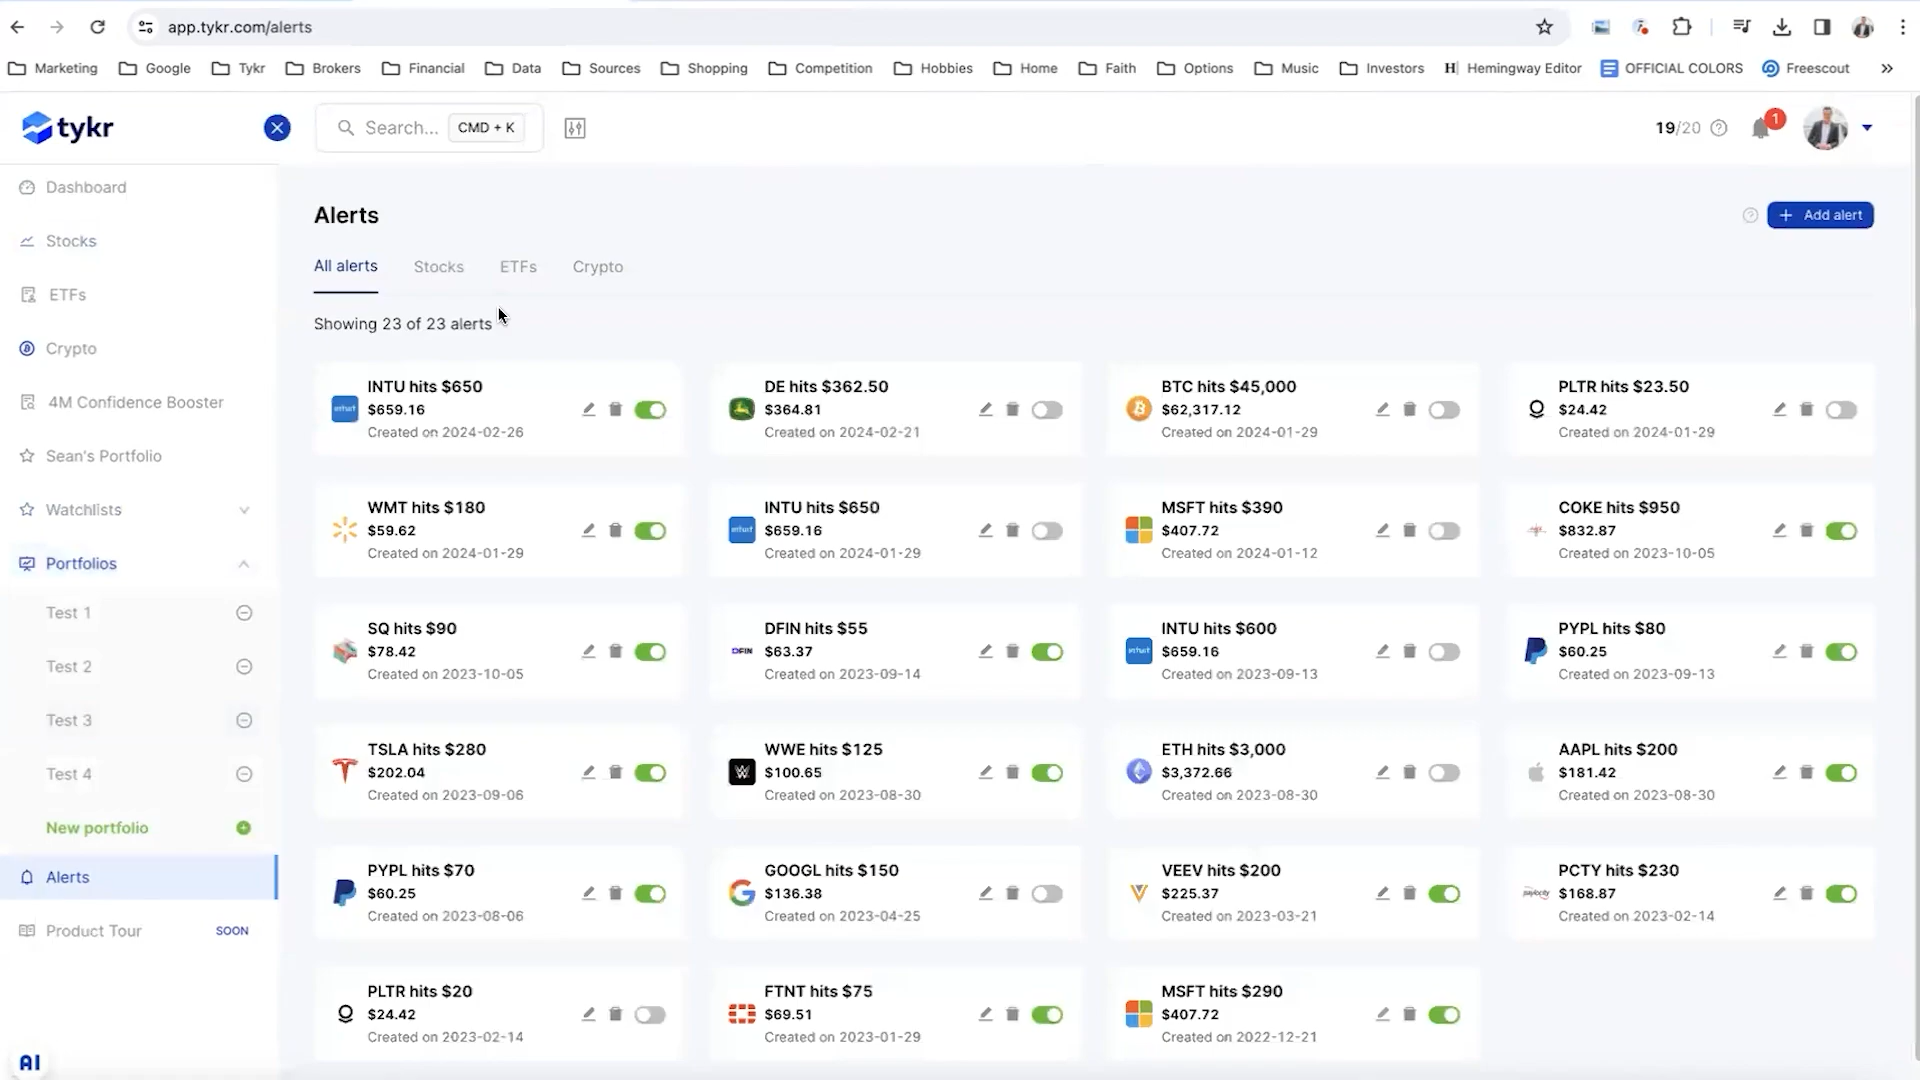 app.tykr.com/alerts
Marketing Google Tykr Brokers Financial Data Sources Shopping Competition Hobbies Home Faith Options Music Investors Hemingway Editor OFFICIAL COLORS Freescout »
tykr
Search... CMD + K
19/20
1
Dashboard
Stocks
ETFs
Crypto
4M Confidence Booster
Sean's Portfolio
Watchlists
Portfolios
Test 1
Test 2
Test 3
Test 4
New portfolio
Alerts
Product Tour SOON
AI
Alerts
+ Add alert
All alerts Stocks ETFs Crypto
Showing 23 of 23 alerts
INTU hits $650
$659.16
Created on 2024-02-26
DE hits $362.50
$364.81
Created on 2024-02-21
BTC hits $45,000
$62,317.12
Created on 2024-01-29
PLTR hits $23.50
$24.42
Created on 2024-01-29
WMT hits $180
$59.62
Created on 2024-01-29
INTU hits $650
$659.16
Created on 2024-01-29
MSFT hits $390
$407.72
Created on 2024-01-12
COKE hits $950
$832.87
Created on 2023-10-05
SQ hits $90
$78.42
Created on 2023-10-05
DFIN
DFIN hits $55
$63.37
Created on 2023-09-14
INTU hits $600
$659.16
Created on 2023-09-13
PYPL hits $80
$60.25
Created on 2023-09-13
TSLA hits $280
$202.04
Created on 2023-09-06
WWE hits $125
$100.65
Created on 2023-08-30
ETH hits $3,000
$3,372.66
Created on 2023-08-30
AAPL hits $200
$181.42
Created on 2023-08-30
PYPL hits $70
$60.25
Created on 2023-08-06
GOOGL hits $150
$136.38
Created on 2023-04-25
VEEV hits $200
$225.37
Created on 2023-03-21
PCTY hits $230
$168.87
Created on 2023-02-14
PLTR hits $20
$24.42
Created on 2023-02-14
FTNT hits $75
$69.51
Created on 2023-01-29
MSFT hits $290
$407.72
Created on 2022-12-21